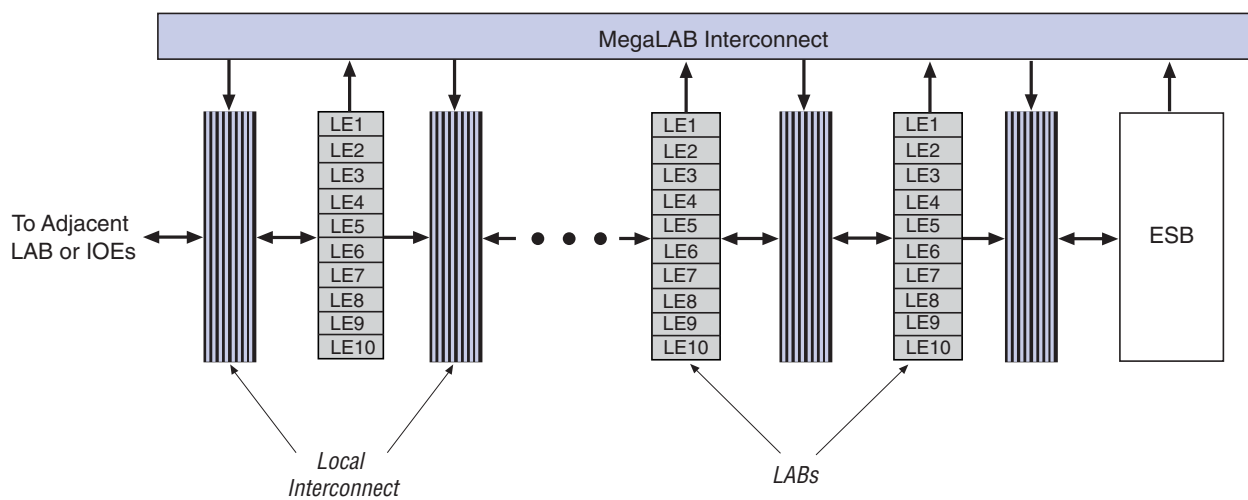 MegaLAB Interconnect
LE1
LE2
LE3
LE4
LE5
LE6
LE7
LE8
LE9
LE10
LE1
LE2
LE3
LE4
LE5
LE6
LE7
LE8
LE9
LE10
LE1
LE2
LE3
LE4
LE5
LE6
LE7
LE8
LE9
LE10
To Adjacent
LAB or IOEs
ESB
Local
Interconnect
LABs